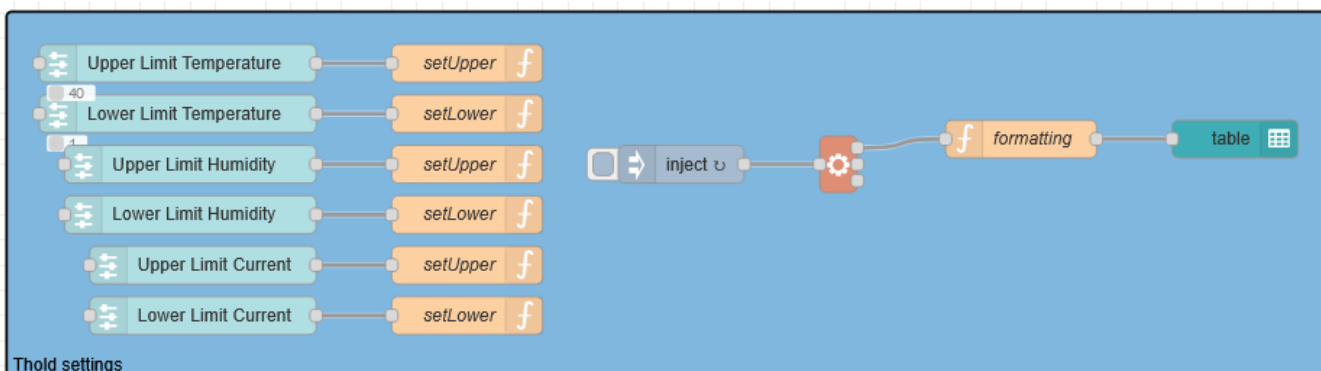 Upper Limit Temperature
setUpper
40
Lower Limit Temperature
setLower
1
Upper Limit Humidity
setUpper
Lower Limit Humidity
setLower
Upper Limit Current
setUpper
Lower Limit Current
setLower
inject ↻
formatting
table
Thold settings